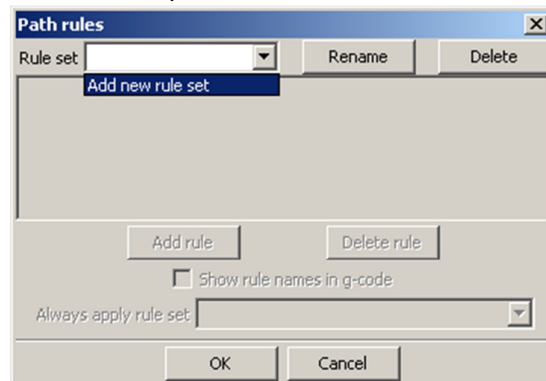 Path rules
Rule set Rename Delete
Add new rule set
Add rule Delete rule
Show rule names in g-code
Always apply rule set
OK Cancel